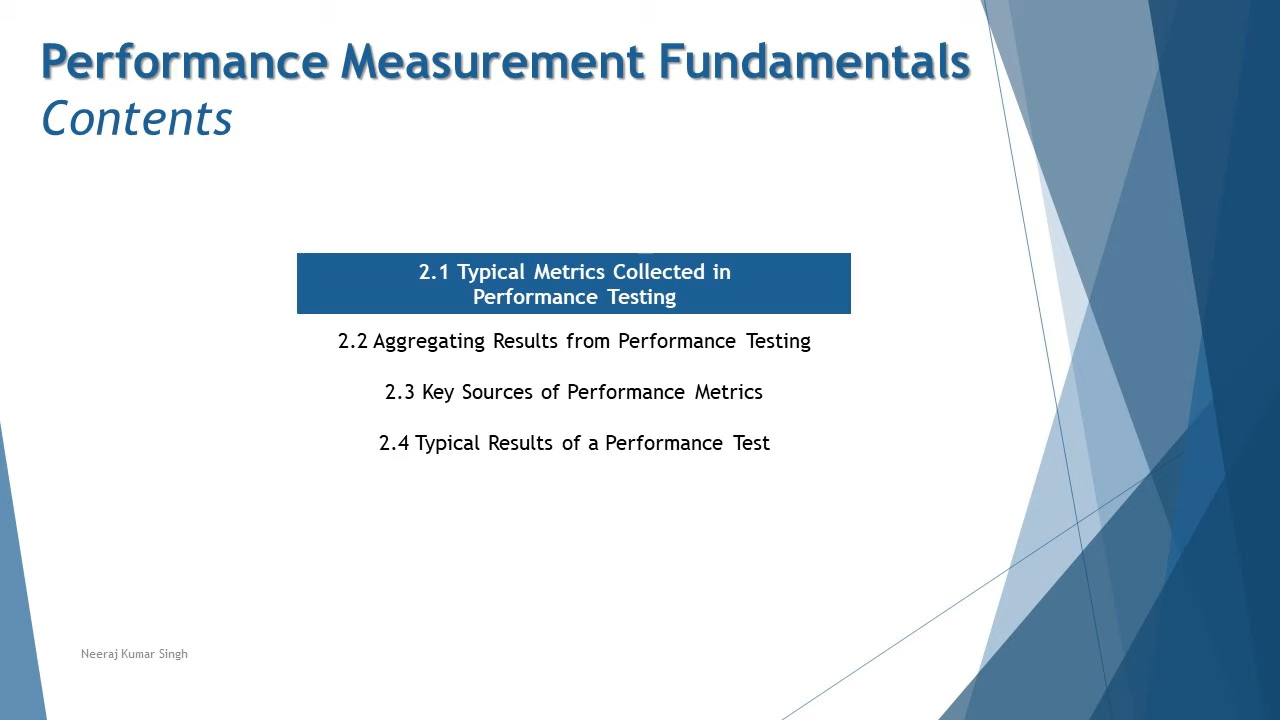 Performance Measurement Fundamentals
Contents
2.1 Typical Metrics Collected in
Performance Testing
2.2 Aggregating Results from Performance Testing
2.3 Key Sources of Performance Metrics
2.4 Typical Results of a Performance Test
Neeraj Kumar Singh